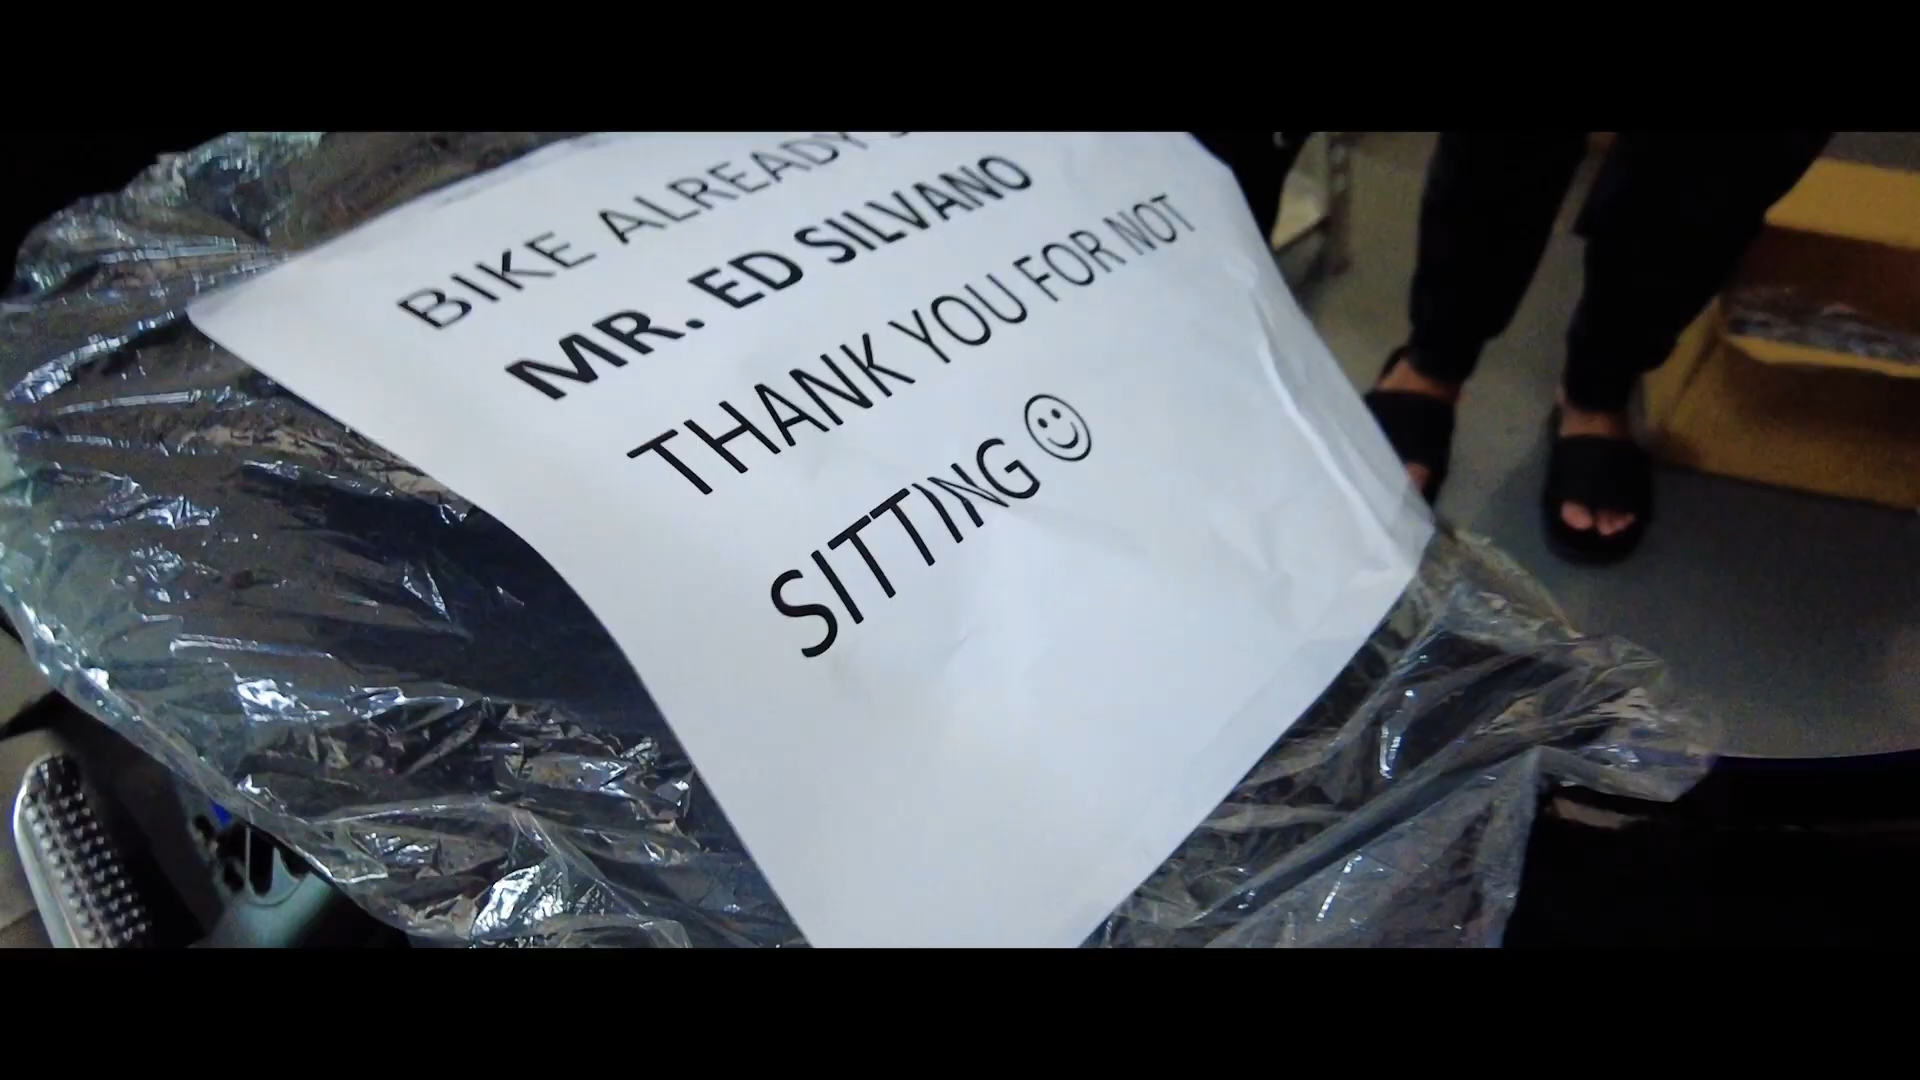 BIKE ALREADY
MR. ED SILVANO
THANK YOU FOR NOT
SITTING ☺